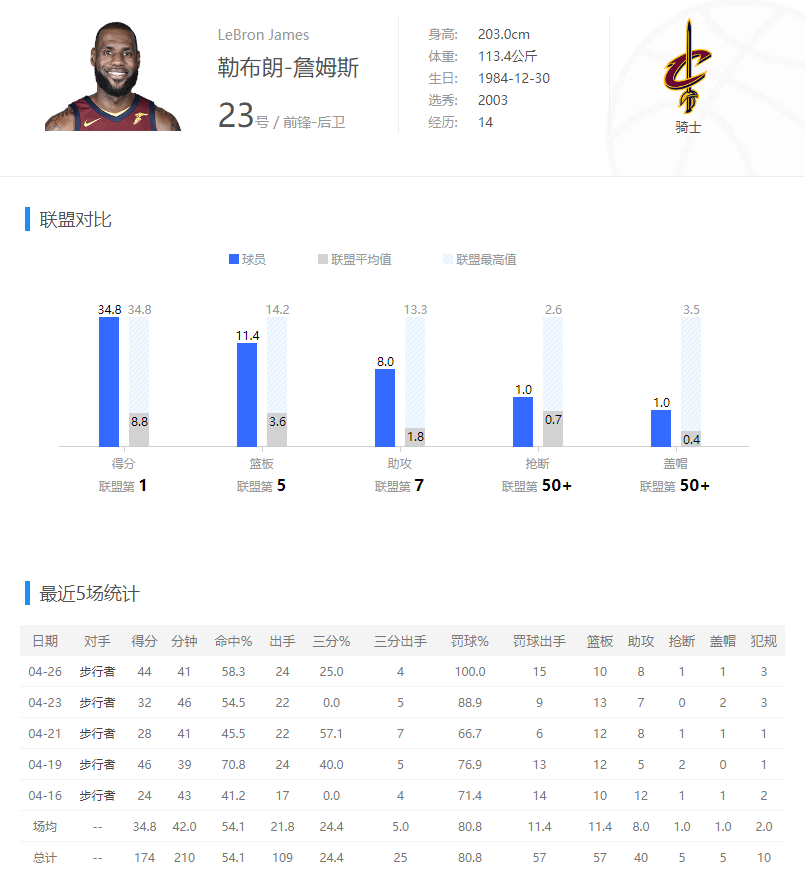 LeBron James
勒布朗-詹姆斯
23号 / 前锋-后卫
身高: 203.0cm
体重: 113.4公斤
生日: 1984-12-30
选秀: 2003
经历: 14
骑士
联盟对比
球员 联盟平均值 联盟最高值
34.8 34.8 8.8
11.4 14.2 3.6
8.0 13.3 1.8
1.0 2.6 0.7
1.0 3.5 0.4
得分 篮板 助攻 抢断 盖帽
联盟第 1 联盟第 5 联盟第 7 联盟第 50+ 联盟第 50+
最近5场统计
日期 对手 得分 分钟 命中% 出手 三分% 三分出手 罚球% 罚球出手 篮板 助攻 抢断 盖帽 犯规
04-26 步行者 44 41 58.3 24 25.0 4 100.0 15 10 8 1 1 3
04-23 步行者 32 46 54.5 22 0.0 5 88.9 9 13 7 0 2 3
04-21 步行者 28 41 45.5 22 57.1 7 66.7 6 12 8 1 1 1
04-19 步行者 46 39 70.8 24 40.0 5 76.9 13 12 5 2 0 1
04-16 步行者 24 43 41.2 17 0.0 4 71.4 14 10 12 1 1 2
场均 -- 34.8 42.0 54.1 21.8 24.4 5.0 80.8 11.4 11.4 8.0 1.0 1.0 2.0
总计 -- 174 210 54.1 109 24.4 25 80.8 57 57 40 5 5 10